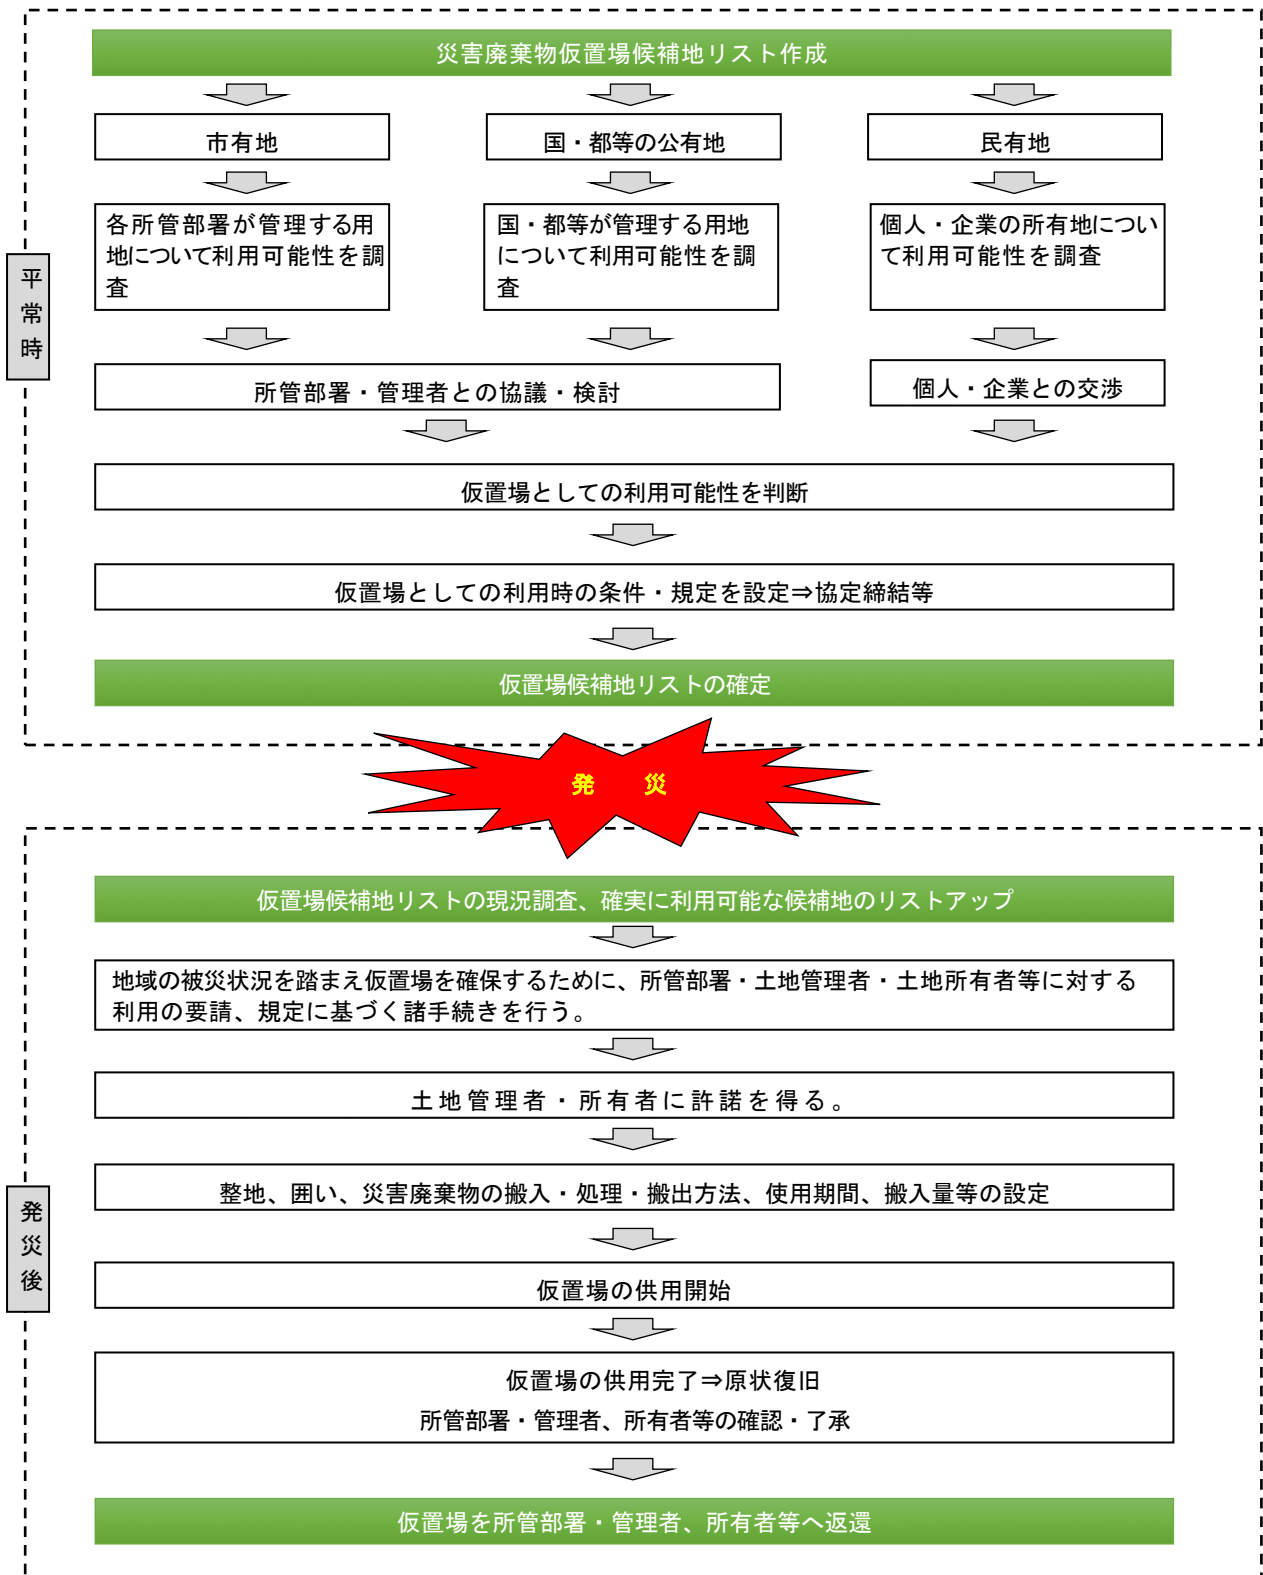 災害廃棄物仮置場候補地リスト作成
市有地
国・都等の公有地
民有地
各所管部署が管理する用
地について利用可能性を調
査
国・都等が管理する用地
について利用可能性を調
査
個人・企業の所有地につい
て利用可能性を調査
平常時
所管部署・管理者との協議・検討
個人・企業との交渉
仮置場としての利用可能性を判断
仮置場としての利用時の条件・規定を設定⇒協定締結等
仮置場候補地リストの確定
発 災
仮置場候補地リストの現況調査、確実に利用可能な候補地のリストアップ
地域の被災状況を踏まえ仮置場を確保するために、所管部署・土地管理者・土地所有者等に対する
利用の要請、規定に基づく諸手続きを行う。
土地管理者・所有者に許諾を得る。
整地、囲い、災害廃棄物の搬入・処理・搬出方法、使用期間、搬入量等の設定
発災後
仮置場の供用開始
仮置場の供用完了⇒原状復旧
所管部署・管理者、所有者等の確認・了承
仮置場を所管部署・管理者、所有者等へ返還